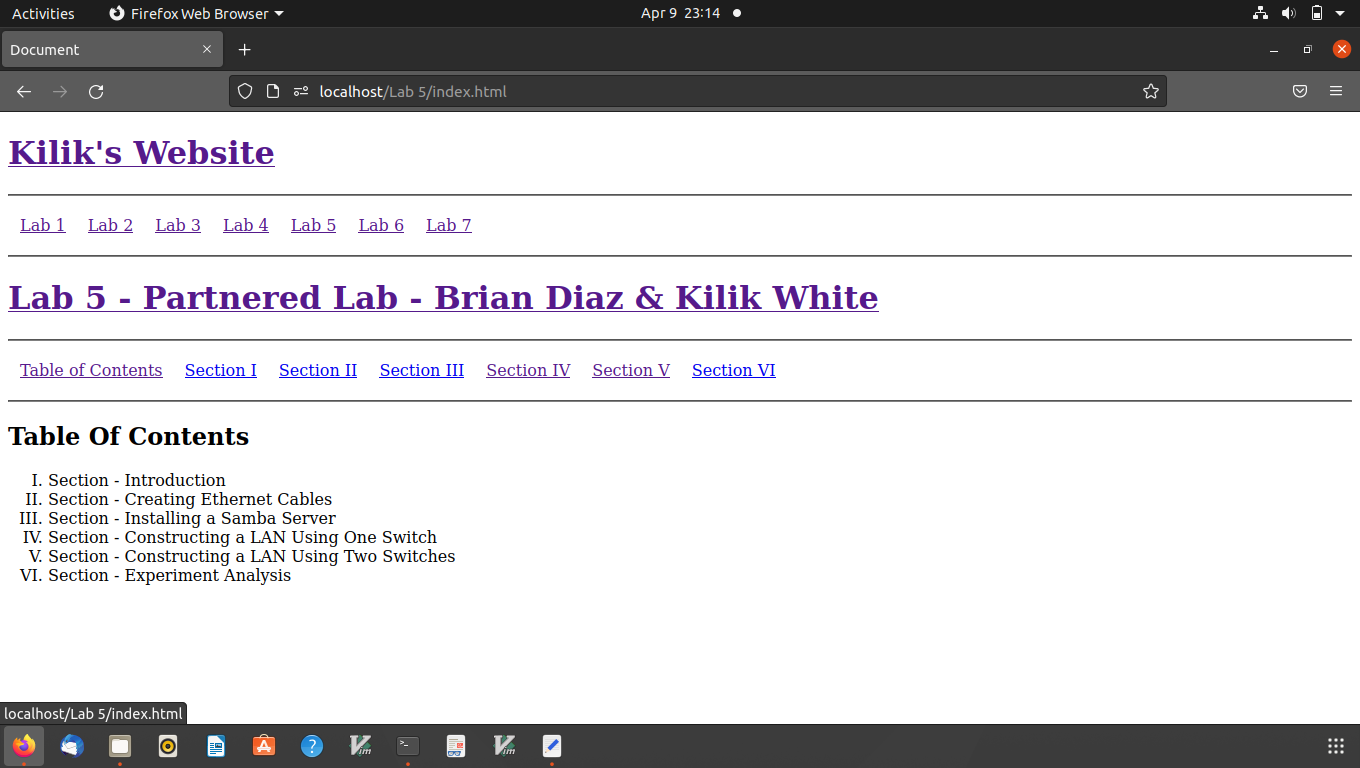 Activities Firefox Web Browser Apr 9 23:14
Document
localhost/Lab 5/index.html
Kilik's Website
Lab 1 Lab 2 Lab 3 Lab 4 Lab 5 Lab 6 Lab 7
Lab 5 - Partnered Lab - Brian Diaz & Kilik White
Table of Contents Section I Section II Section III Section IV Section V Section VI
Table Of Contents
I. Section - Introduction
II. Section - Creating Ethernet Cables
III. Section - Installing a Samba Server
IV. Section - Constructing a LAN Using One Switch
V. Section - Constructing a LAN Using Two Switches
VI. Section - Experiment Analysis
localhost/Lab 5/index.html